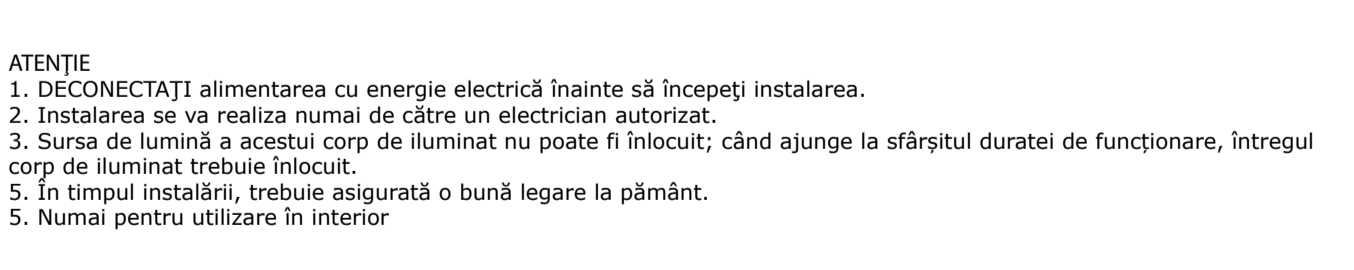 ATENŢIE
1. DECONECTAŢI alimentarea cu energie electrică înainte să începeţi instalarea.
2. Instalarea se va realiza numai de către un electrician autorizat.
3. Sursa de lumină a acestui corp de iluminat nu poate fi înlocuit; când ajunge la sfârșitul duratei de funcționare, întregul
corp de iluminat trebuie înlocuit.
5. În timpul instalării, trebuie asigurată o bună legare la pământ.
5. Numai pentru utilizare în interior